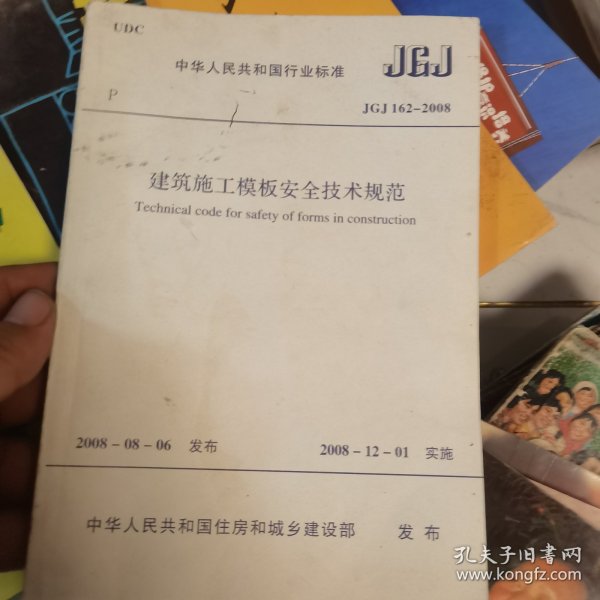 UDC
中华人民共和国行业标准
JGJ
P
JGJ 162-2008
建筑施工模板安全技术规范
Technical code for safety of forms in construction
2008-08-06 发布
2008-12-01 实施
中华人民共和国住房和城乡建设部 发布
孔夫子旧书网
www.kongfz.com